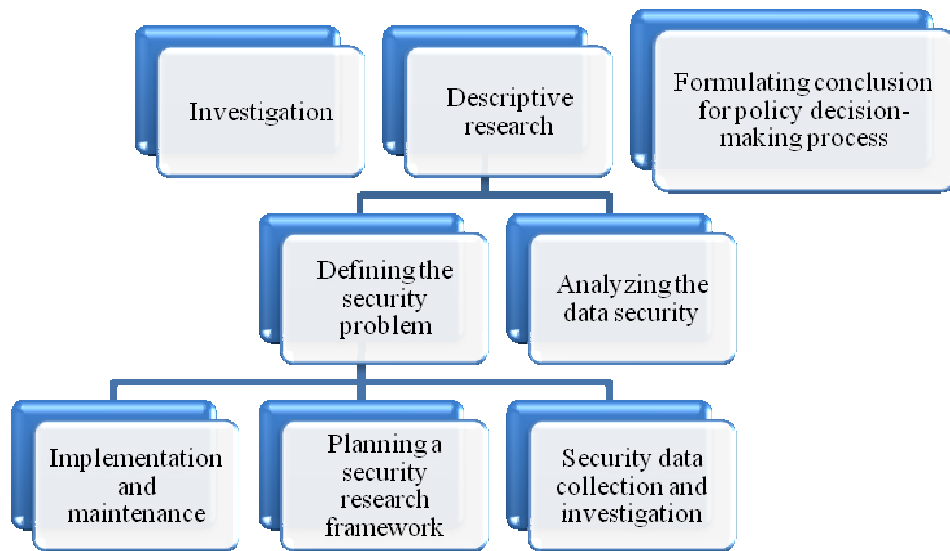 Investigation
Descriptive
research
Formulating conclusion
for policy decision-
making process
Defining the
security
problem
Analyzing the
data security
Implementation
and
maintenance
Planning a
security
research
framework
Security data
collection and
investigation